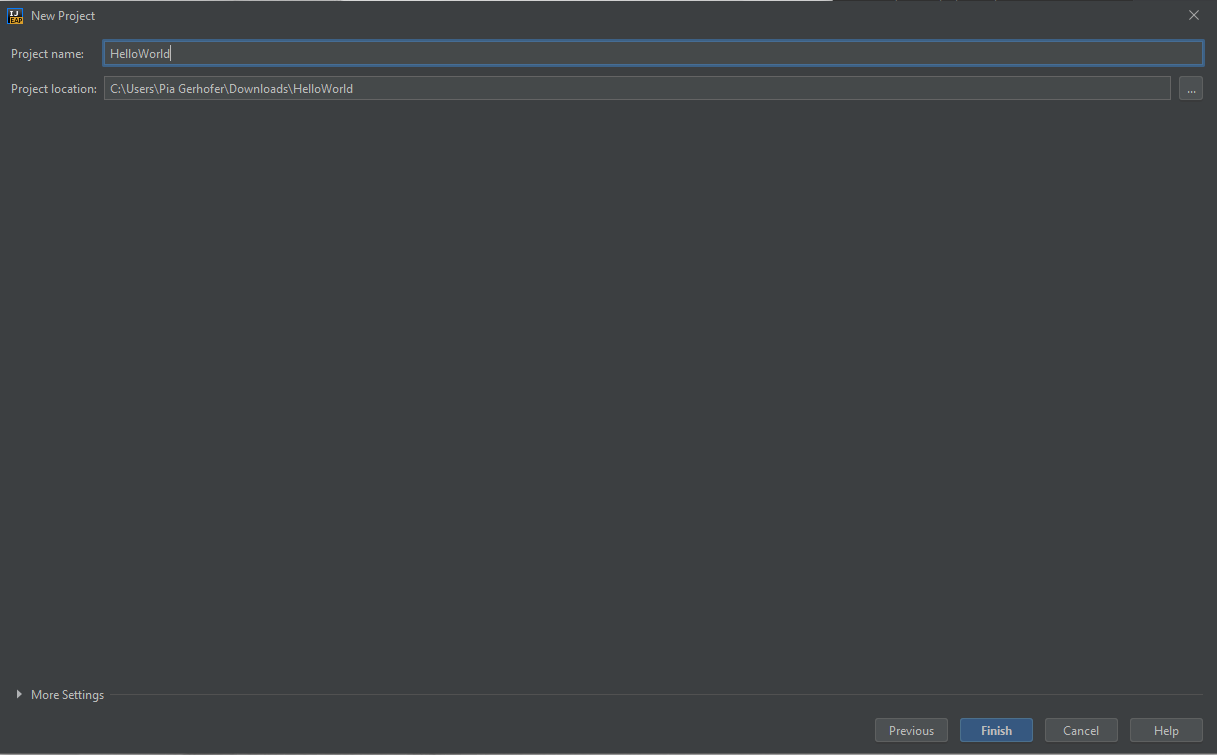 IJ
EAP
New Project
Project name: HelloWorld
Project location: C:\Users\Pia Gerhofer\Downloads\HelloWorld ...
More Settings
Previous Finish Cancel Help